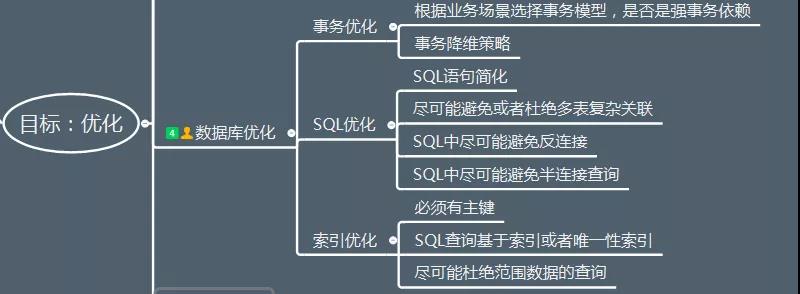 目标：优化
4 数据库优化
事务优化
根据业务场景选择事务模型，是否是强事务依赖
事务降维策略
SQL优化
SQL语句简化
尽可能避免或者杜绝多表复杂关联
SQL中尽可能避免反连接
SQL中尽可能避免半连接查询
索引优化
必须有主键
SQL查询基于索引或者唯一性索引
尽可能杜绝范围数据的查询